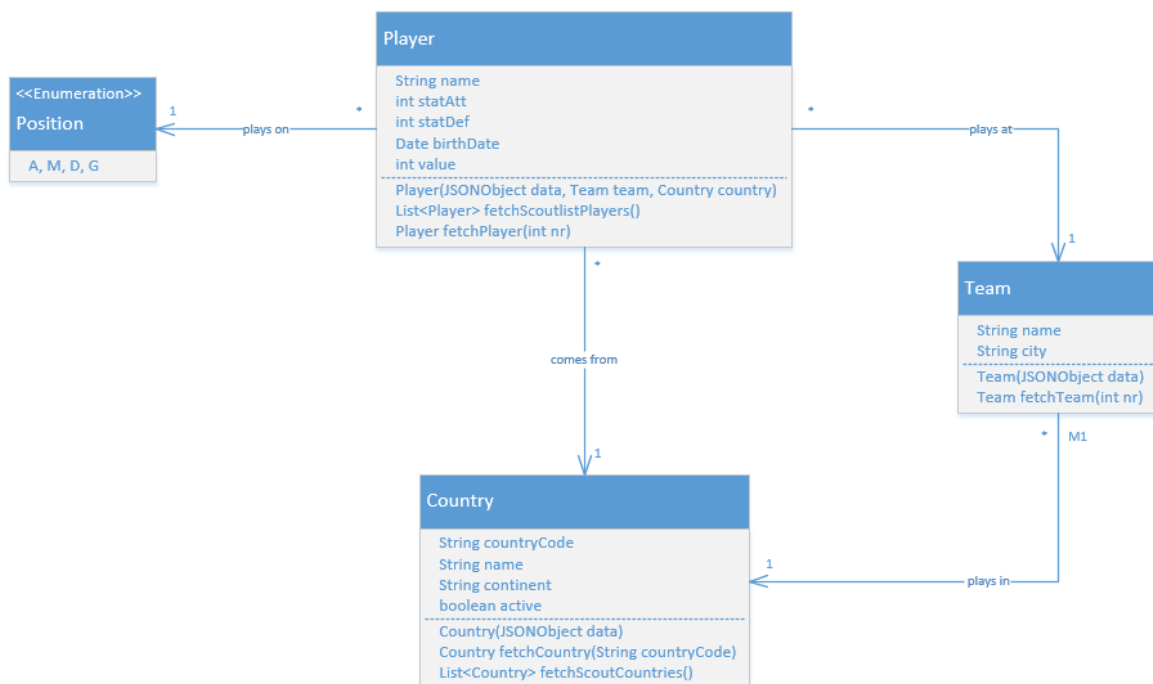 Player
String name
int statAtt
int statDef
Date birthDate
int value
Player(JSONObject data, Team team, Country country)
List<Player> fetchScoutlistPlayers()
Player fetchPlayer(int nr)
<<Enumeration>>
Position
A, M, D, G
1
plays on
*
*
plays at
1
Team
String name
String city
Team(JSONObject data)
Team fetchTeam(int nr)
*
comes from
1
* M1
plays in
1
Country
String countryCode
String name
String continent
boolean active
Country(JSONObject data)
Country fetchCountry(String countryCode)
List<Country> fetchScoutCountries()